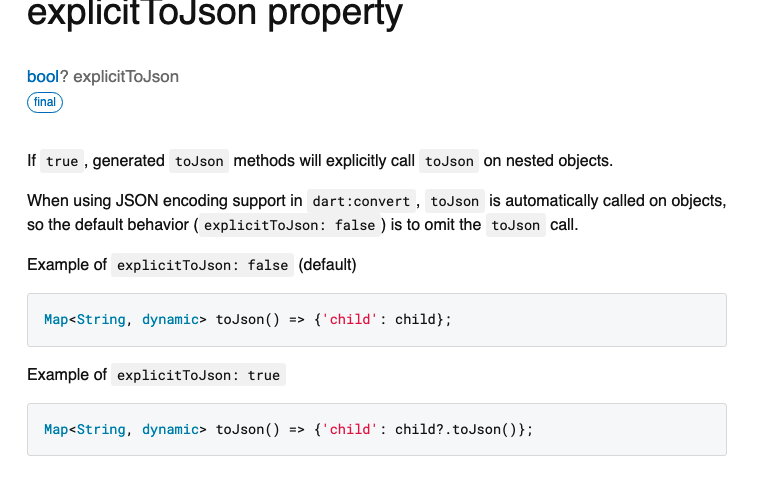 explicitToJson property
bool? explicitToJson
final
If true, generated toJson methods will explicitly call toJson on nested objects.
When using JSON encoding support in dart:convert, toJson is automatically called on objects,
so the default behavior (explicitToJson: false) is to omit the toJson call.
Example of explicitToJson: false (default)
Map<String, dynamic> toJson() => {'child': child};
Example of explicitToJson: true
Map<String, dynamic> toJson() => {'child': child?.toJson()};